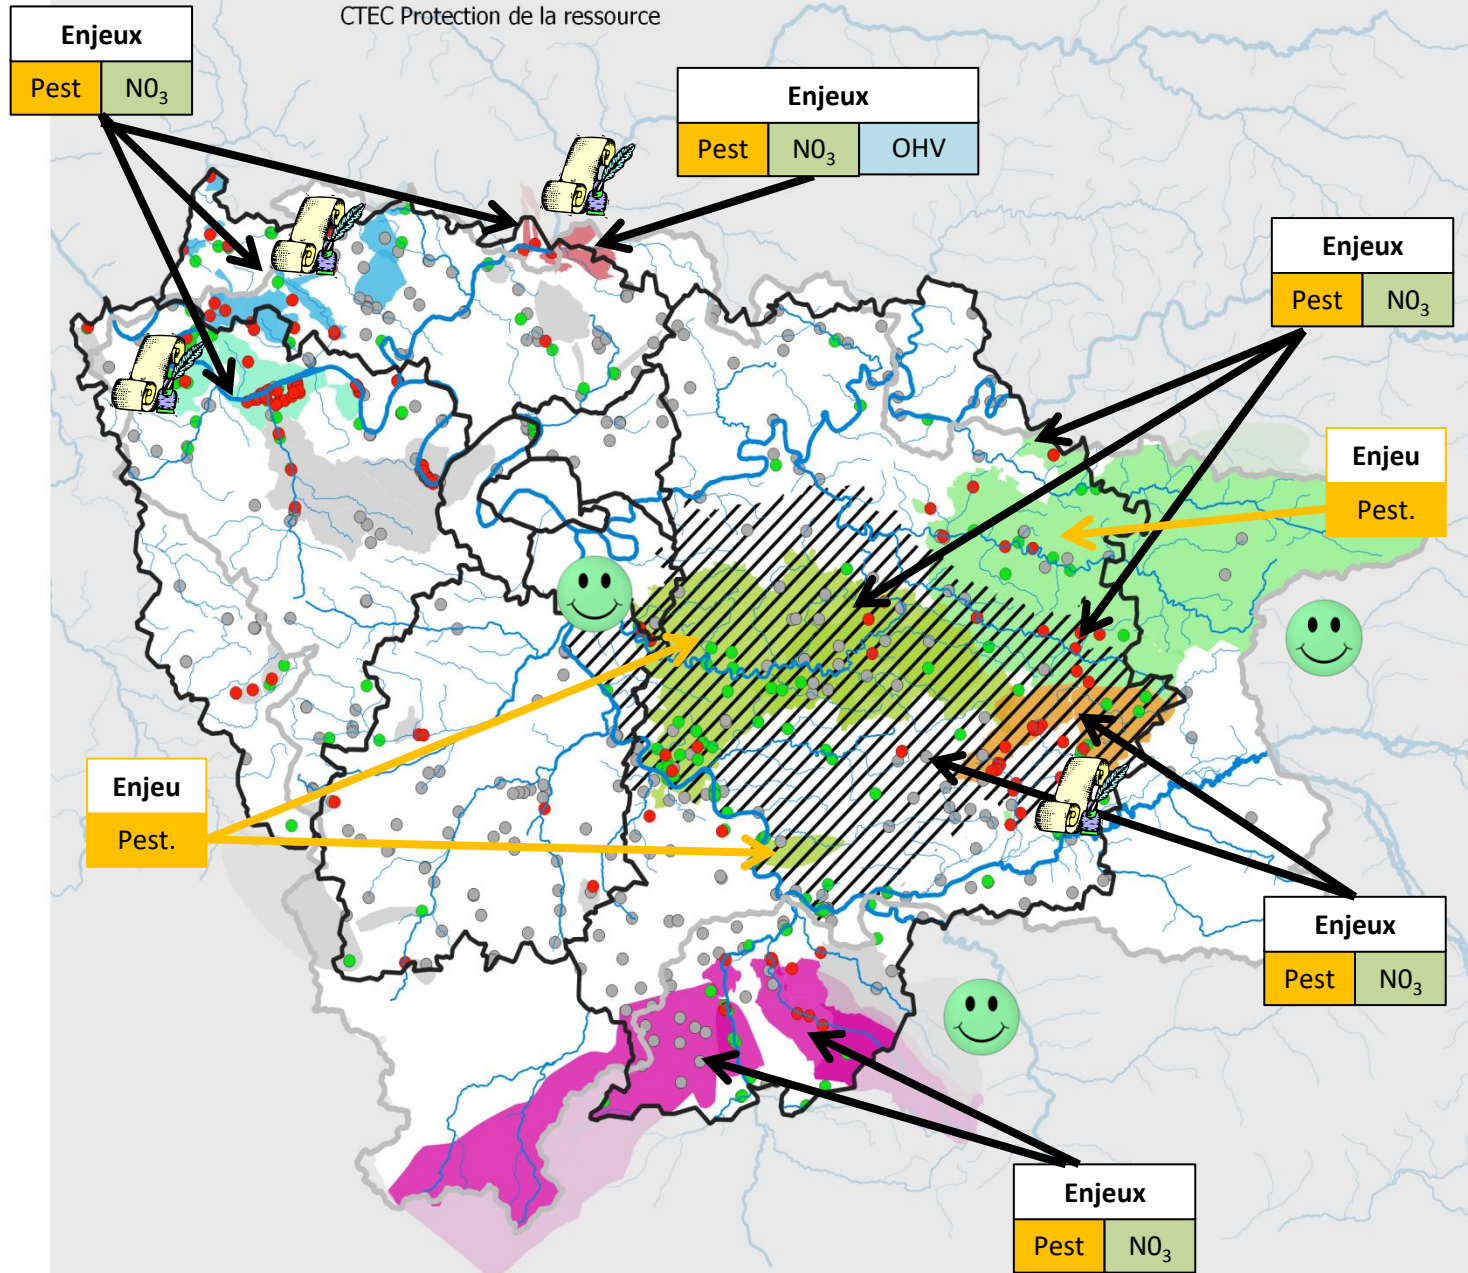 CTEC Protection de la ressource
Enjeux
Pest N0₃
Enjeux
Pest N0₃ OHV
Enjeux
Pest N0₃
Enjeu
Pest.
Enjeu
Pest.
Enjeux
Pest N0₃
Enjeux
Pest N0₃